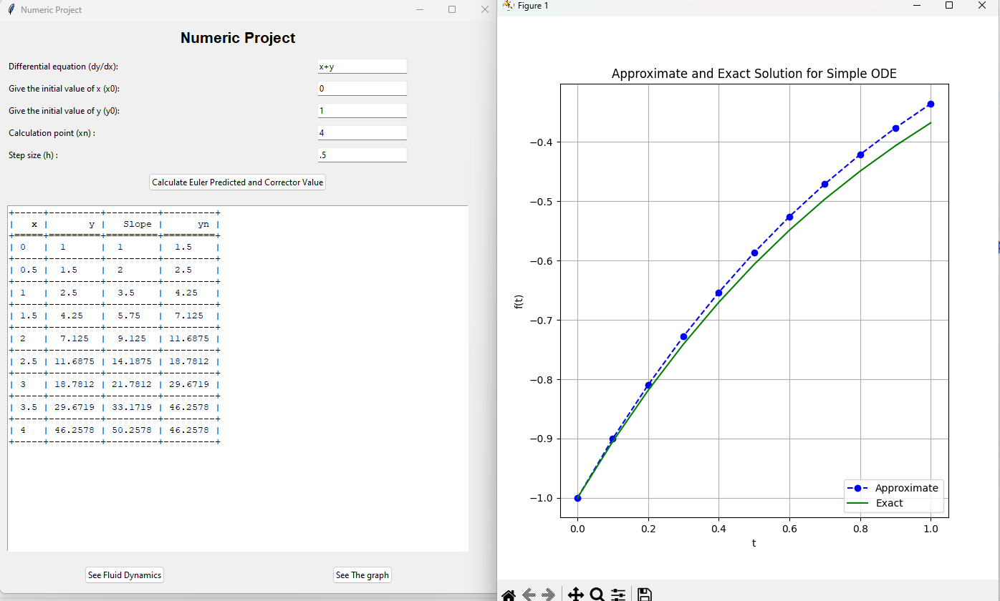 Numeric Project
Numeric Project
Differential equation (dy/dx): x+y
Give the initial value of x (x0): 0
Give the initial value of y (y0): 1
Calculation point (xn) : 4
Step size (h) : .5
Calculate Euler Predicted and Corrector Value
+-----+---------+---------+---------+
| x | y | Slope | yn |
+=====+=========+=========+=========+
| 0 | 1 | 1 | 1.5 |
+-----+---------+---------+---------+
| 0.5 | 1.5 | 2 | 2.5 |
+-----+---------+---------+---------+
| 1 | 2.5 | 3.5 | 4.25 |
+-----+---------+---------+---------+
| 1.5 | 4.25 | 5.75 | 7.125 |
+-----+---------+---------+---------+
| 2 | 7.125 | 9.125 | 11.6875 |
+-----+---------+---------+---------+
| 2.5 | 11.6875 | 14.1875 | 18.7812 |
+-----+---------+---------+---------+
| 3 | 18.7812 | 21.7812 | 29.6719 |
+-----+---------+---------+---------+
| 3.5 | 29.6719 | 33.1719 | 46.2578 |
+-----+---------+---------+---------+
| 4 | 46.2578 | 50.2578 | 46.2578 |
+-----+---------+---------+---------+
See Fluid Dynamics
See The graph
Figure 1
Approximate and Exact Solution for Simple ODE
f(t)
−0.4
−0.5
−0.6
−0.7
−0.8
−0.9
−1.0
Approximate
Exact
0.0 0.2 0.4 0.6 0.8 1.0
t